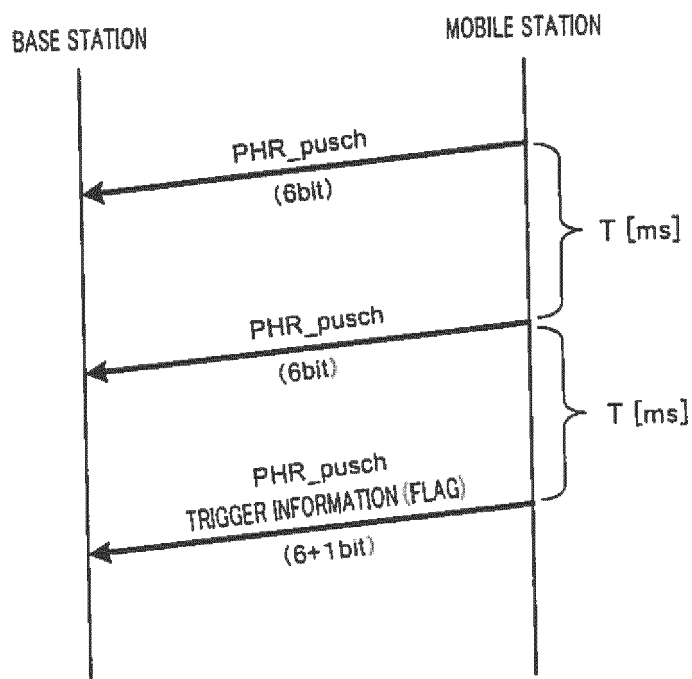 BASE STATION
MOBILE STATION
PHR_pusch
(6bit)
T [ms]
PHR_pusch
(6bit)
T [ms]
PHR_pusch
TRIGGER INFORMATION (FLAG)
(6+1bit)